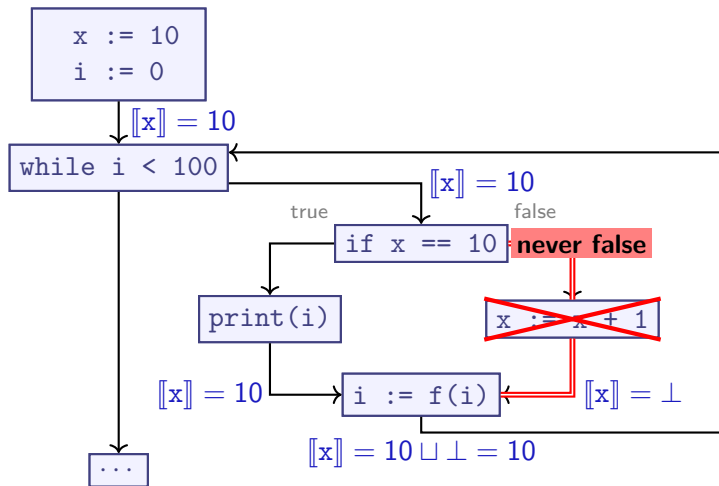 x := 10
i := 0
⟦x⟧ = 10
while i < 100
⟦x⟧ = 10
true
false
if x == 10
never false
print(i)
x := x + 1
⟦x⟧ = 10
i := f(i)
⟦x⟧ = ⊥
⟦x⟧ = 10 ⊔ ⊥ = 10
...